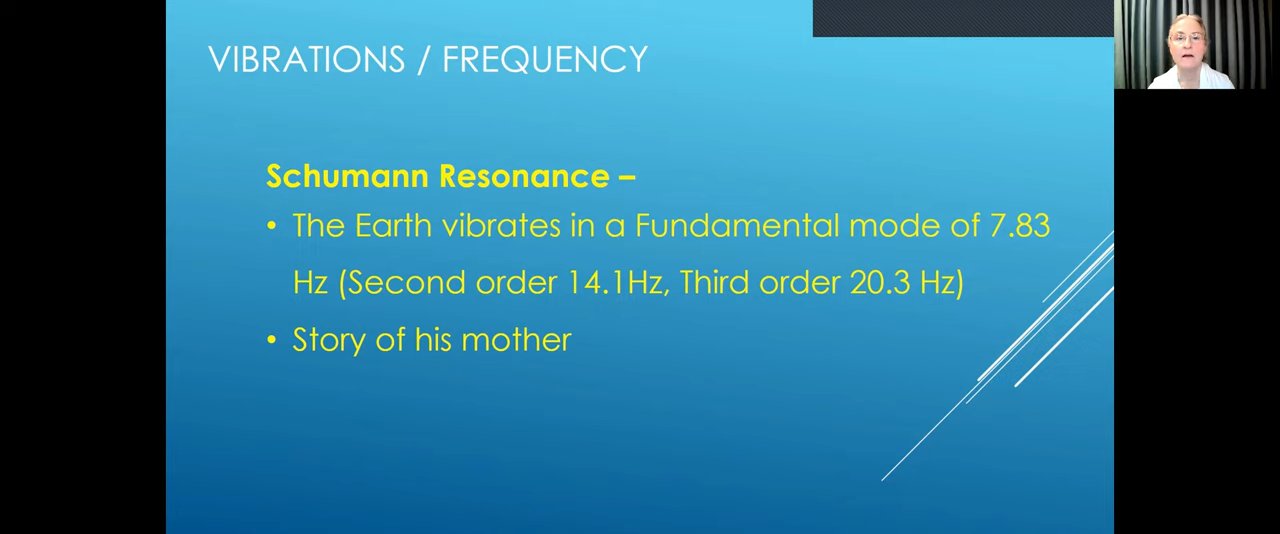 VIBRATIONS / FREQUENCY
Schumann Resonance –
• The Earth vibrates in a Fundamental mode of 7.83
Hz (Second order 14.1Hz, Third order 20.3 Hz)
• Story of his mother